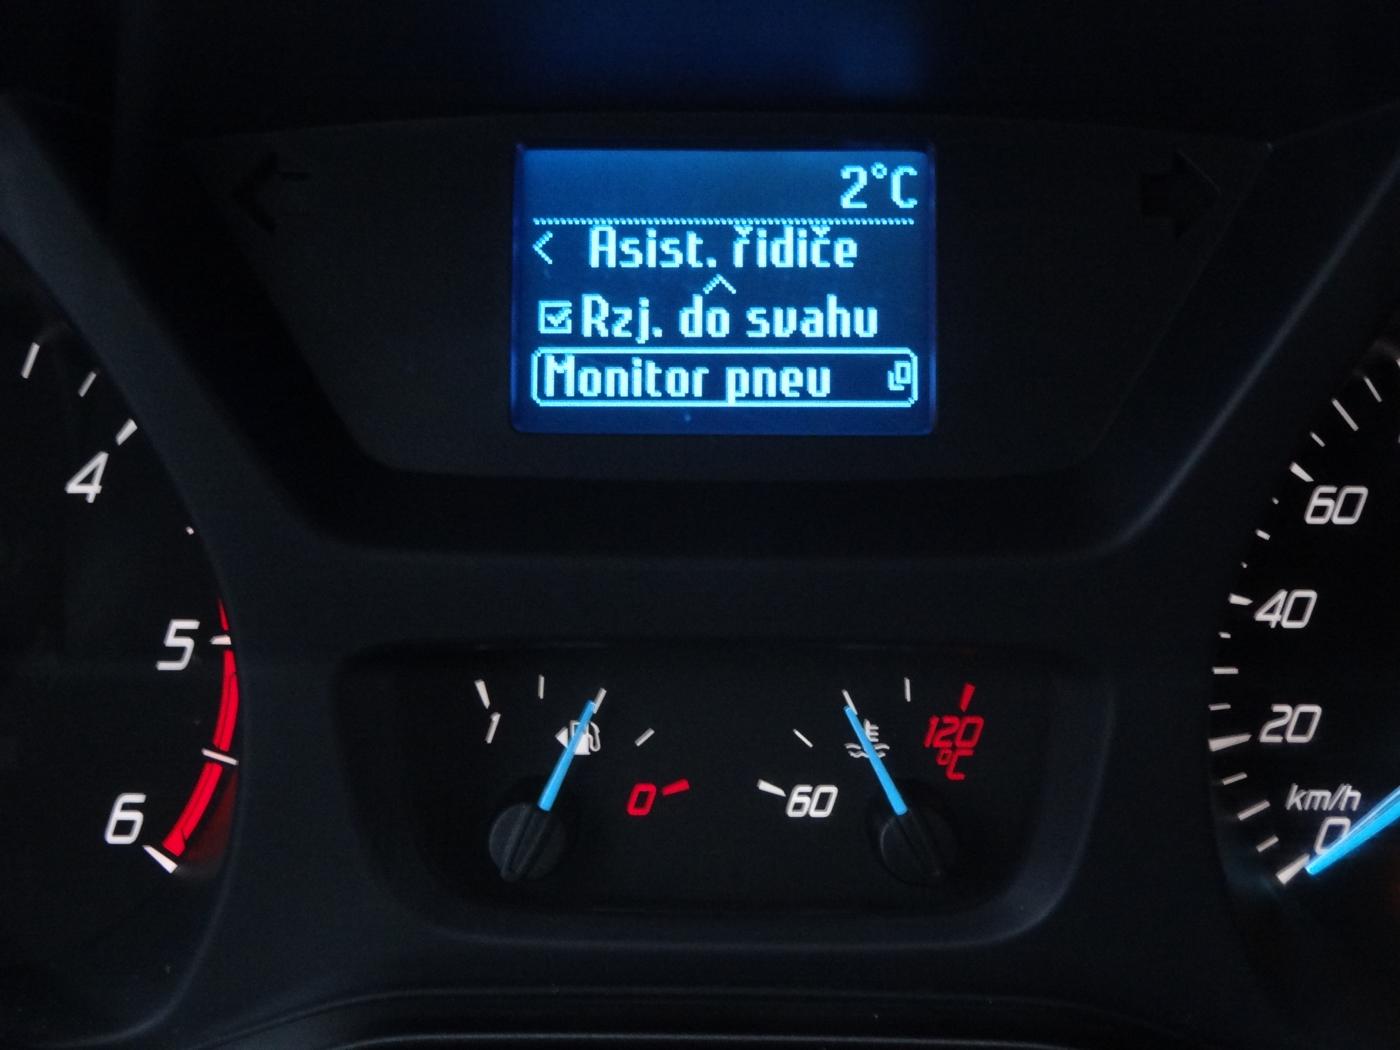 2°C
< Asist. řidiče
Rzj. do svahu
Monitor pneu
4
5
6
1
0
60
120
°C
60
40
20
km/h
0